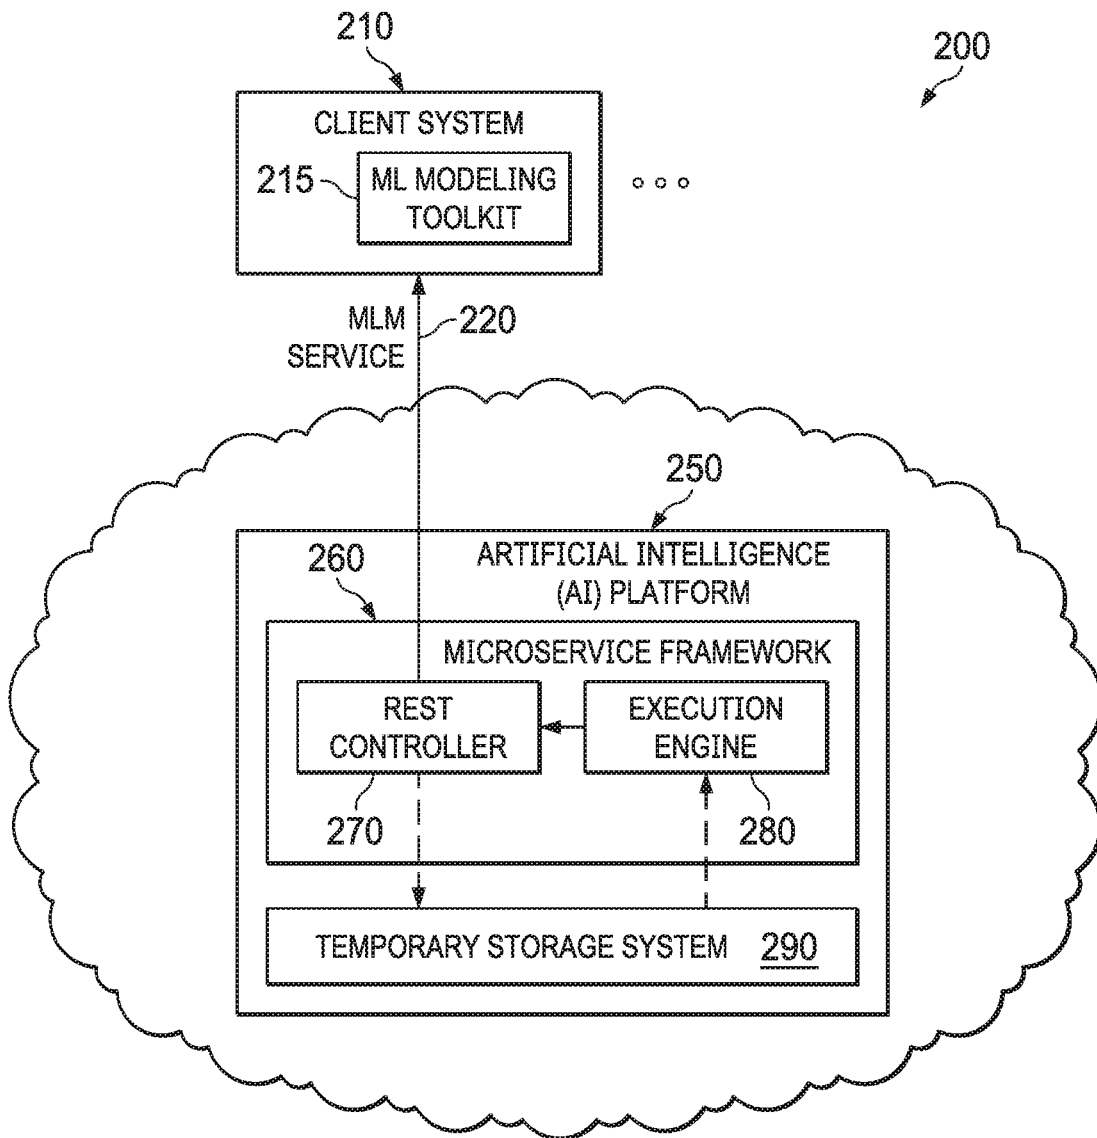 210
200
CLIENT SYSTEM
215
ML MODELING
TOOLKIT
MLM
SERVICE
220
250
ARTIFICIAL INTELLIGENCE
(AI) PLATFORM
260
MICROSERVICE FRAMEWORK
REST
CONTROLLER
EXECUTION
ENGINE
270
280
TEMPORARY STORAGE SYSTEM 290